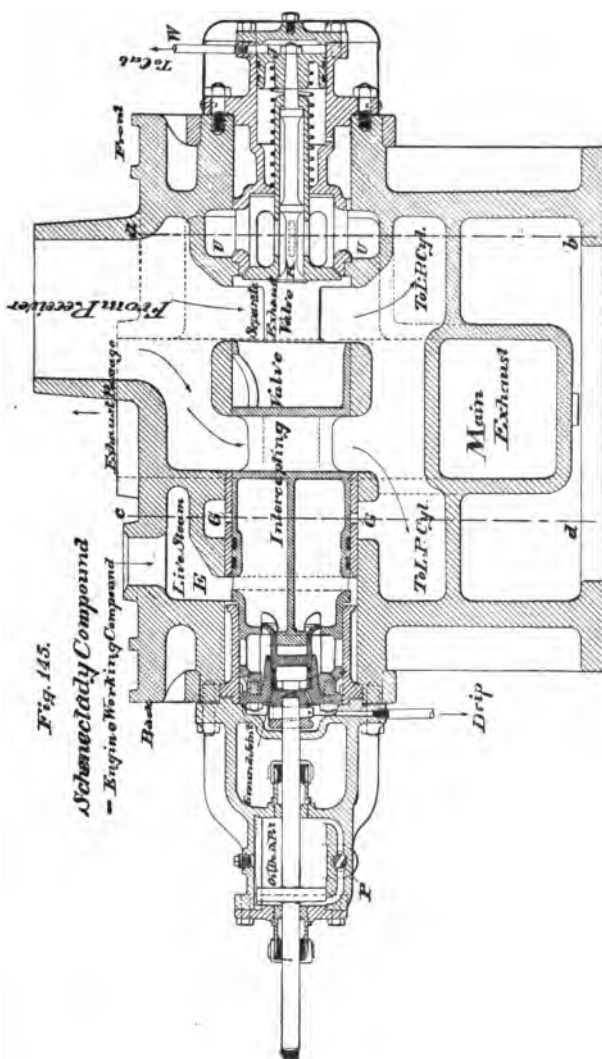 Fig. 145.
Schenectady Compound
— Engine Working Compound
Back
Front
W
To Cab
a
b
From Receiver
Exhaust Passage
Separate
Exhaust
Valve
U
U
To L.P. Cyl.
Intercepting Valve
Main
Exhaust
c
d
Live Steam
E
G
G
To L.P. Cyl.
Drip
P